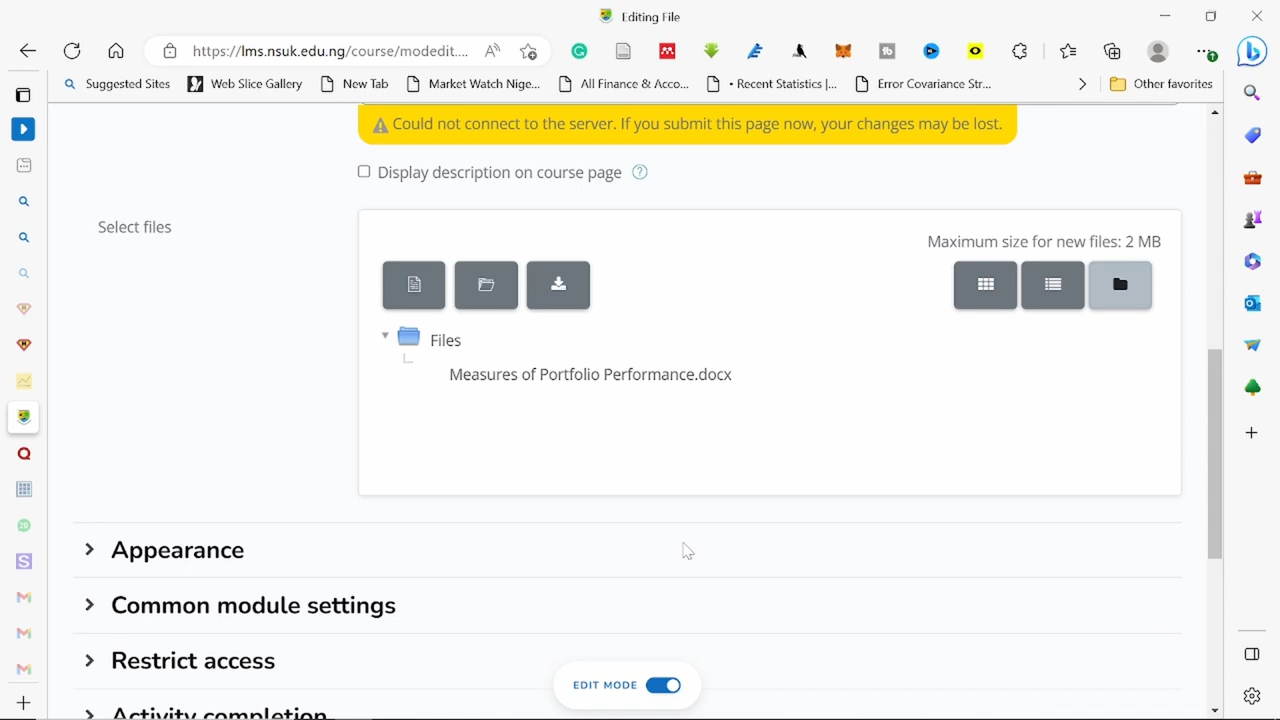 Editing File
https://lms.nsuk.edu.ng/course/modedit....
Suggested Sites
Web Slice Gallery
New Tab
Market Watch Nige...
All Finance & Acco...
• Recent Statistics |...
Error Covariance Str...
Other favorites
Could not connect to the server. If you submit this page now, your changes may be lost.
Display description on course page
Select files
Maximum size for new files: 2 MB
Files
Measures of Portfolio Performance.docx
Appearance
Common module settings
Restrict access
EDIT MODE
Activity completion